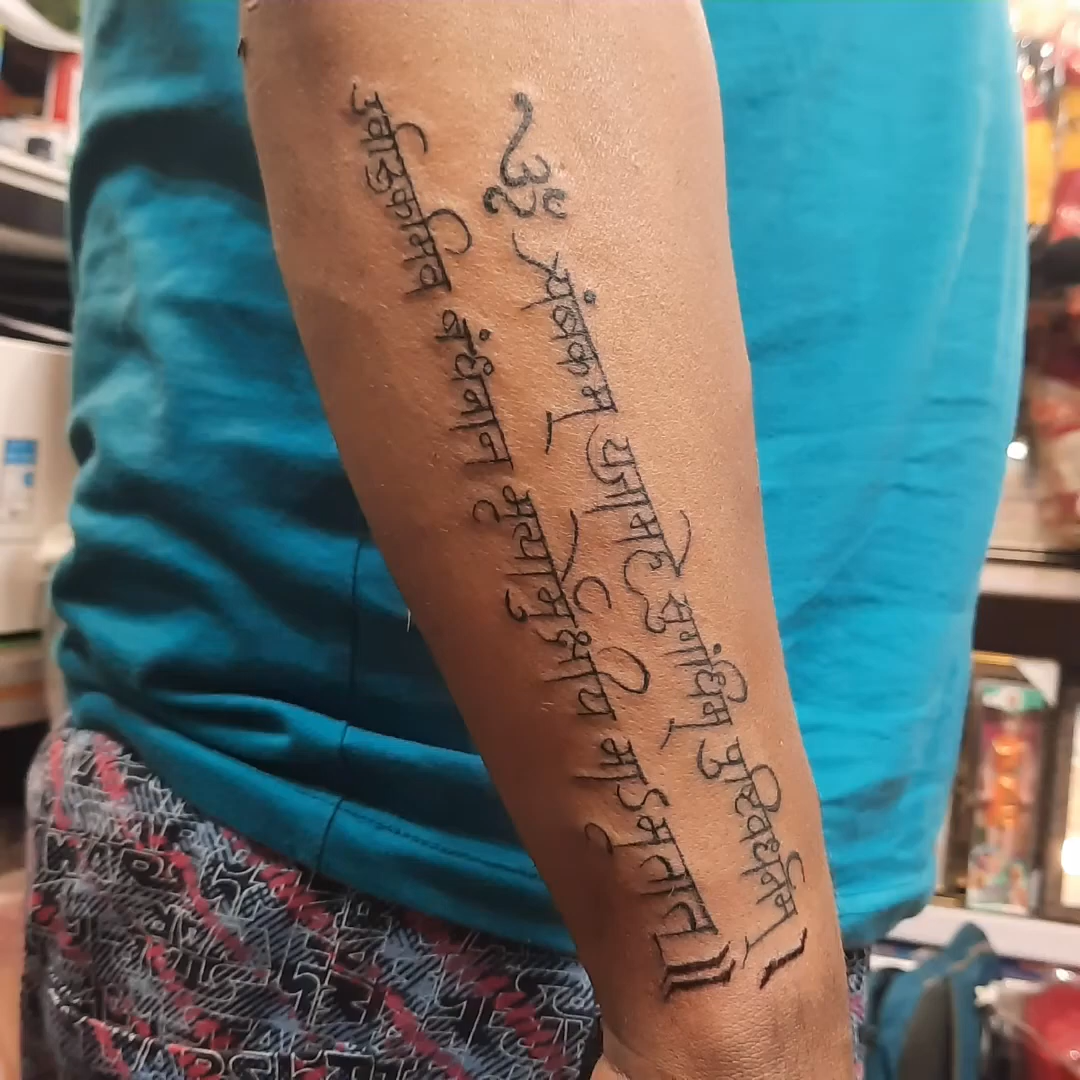 ॐ त्र्यंबकम् यजामहे सुगंधिम् पुष्टिवर्धनम् ।
उर्वारुकमिव बंधनान् मृत्योर्मुक्षीय माऽमृतात ॥